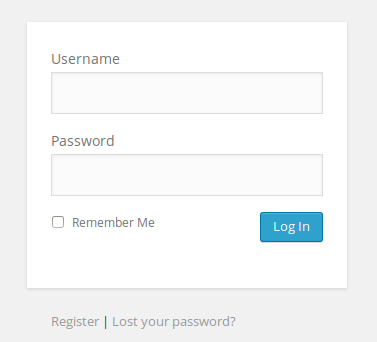 Username
Password
Remember Me
Log In
Register | Lost your password?